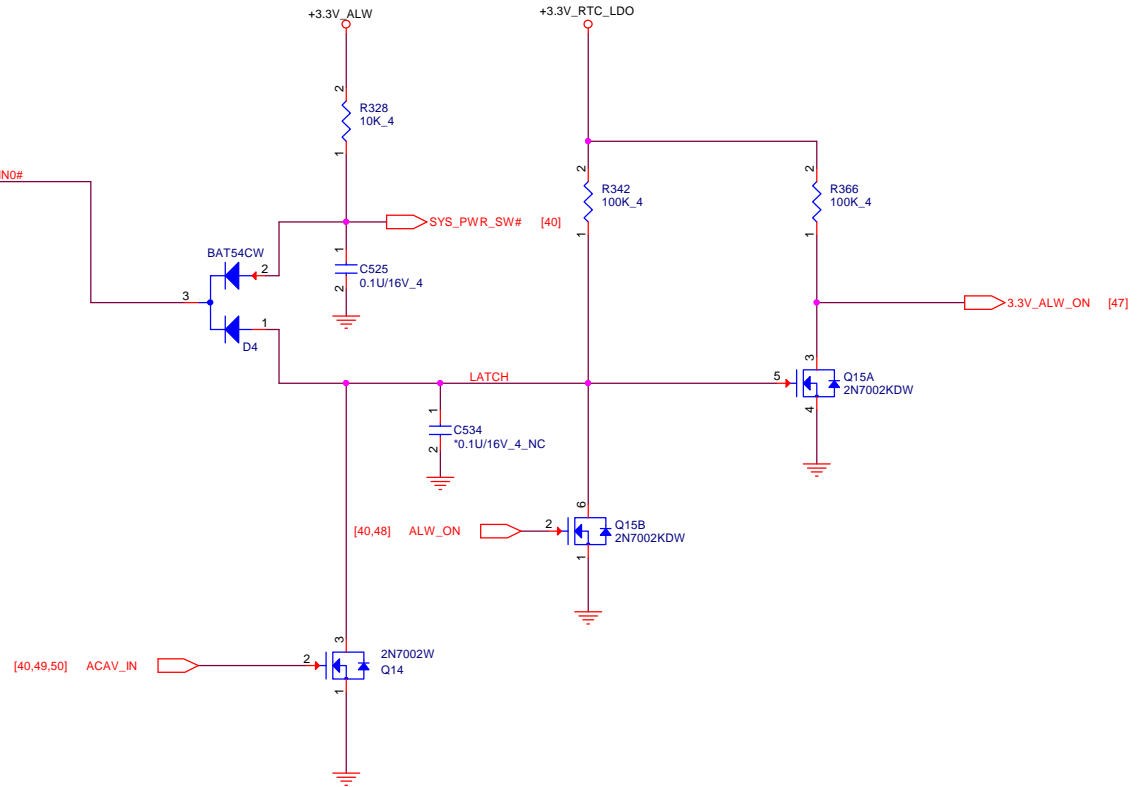 +3.3V_ALW
+3.3V_RTC_LDO
2
R328
10K_4
1
IN0#
2
R342
100K_4
1
2
R366
100K_4
1
SYS_PWR_SW# [40]
BAT54CW
2
1
C525
0.1U/16V_4
2
3
1
D4
3.3V_ALW_ON [47]
LATCH
5
3
Q15A
2N7002KDW
4
1
C534
*0.1U/16V_4_NC
2
[40,48] ALW_ON
2
6
Q15B
2N7002KDW
1
[40,49,50] ACAV_IN
2
3
2N7002W
Q14
1